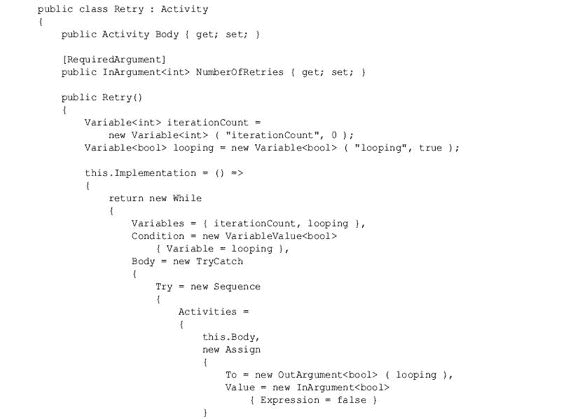 public class Retry : Activity
{
    public Activity Body { get; set; }

    [RequiredArgument]
    public InArgument<int> NumberOfRetries { get; set; }

    public Retry()
    {
        Variable<int> iterationCount =
            new Variable<int> ( "iterationCount", 0 );
        Variable<bool> looping = new Variable<bool> ( "looping", true );

        this.Implementation = () =>
        {
            return new While
            {
                Variables = { iterationCount, looping },
                Condition = new VariableValue<bool>
                    { Variable = looping },
                Body = new TryCatch
                {
                    Try = new Sequence
                    {
                        Activities =
                        {
                            this.Body,
                            new Assign
                            {
                                To = new OutArgument<bool> ( looping ),
                                Value = new InArgument<bool>
                                    { Expression = false }
                            }